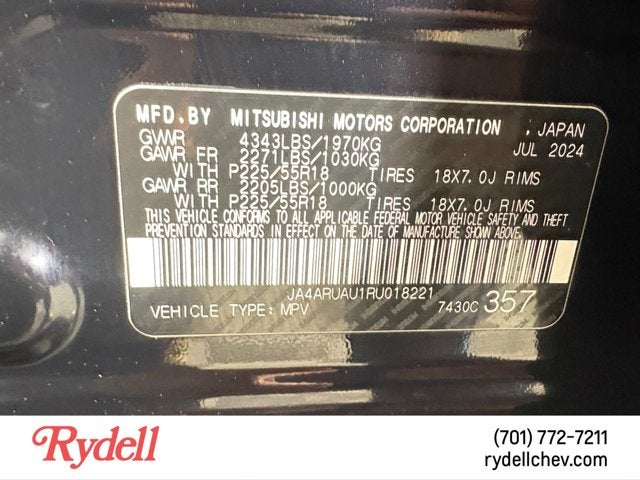 MFD.BY MITSUBISHI MOTORS CORPORATION , JAPAN
GVWR 4343LBS/1970KG JUL 2024
GAWR FR 2271LBS/1030KG
WITH P225/55R18 TIRES 18X7.0J RIMS
GAWR RR 2205LBS/1000KG
WITH P225/55R18 TIRES 18X7.0J RIMS
THIS VEHICLE CONFORMS TO ALL APPLICABLE FEDERAL MOTOR VEHICLE SAFETY AND THEFT
PREVENTION STANDARDS IN EFFECT ON THE DATE OF MANUFACTURE SHOWN ABOVE.
JA4ARUAU1RU018221
VEHICLE TYPE: MPV 7430C 357
Rydell
(701) 772-7211
rydellchev.com